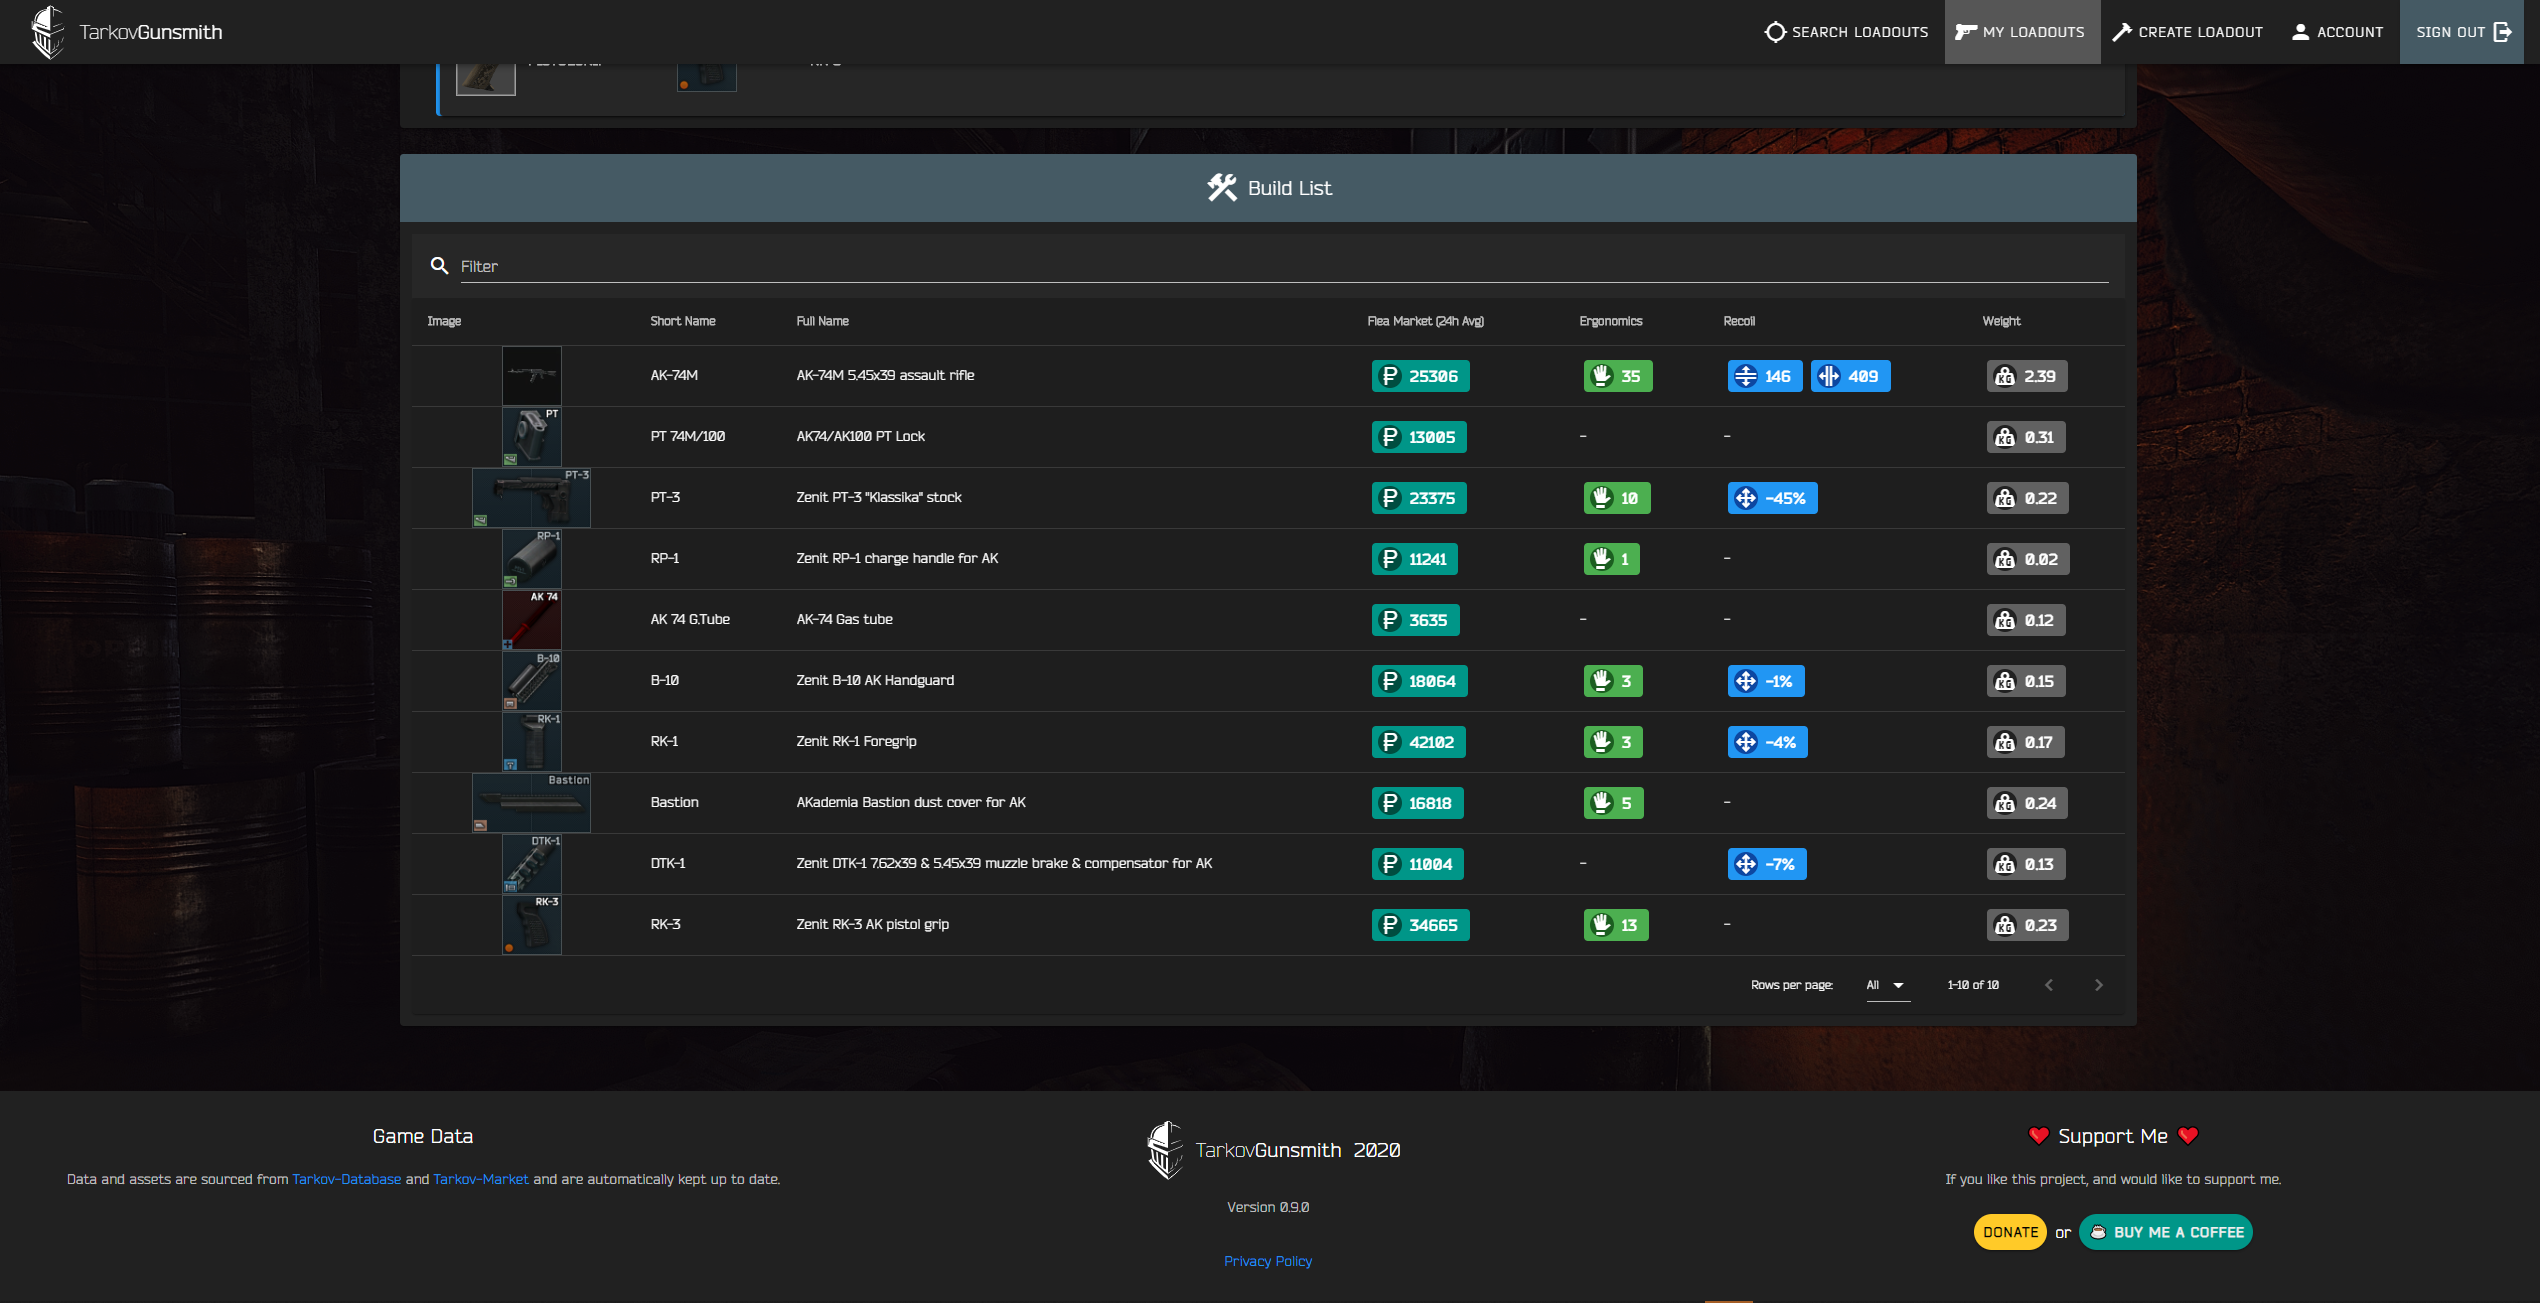 TarkovGunsmith
SEARCH LOADOUTS
MY LOADOUTS
CREATE LOADOUT
ACCOUNT
SIGN OUT
Build List
Filter
Image Short Name Full Name Flea Market (24h Avg) Ergonomics Recoil Weight
AK-74M AK-74M 5.45x39 assault rifle ₽ 25306 35 146 409 KG 2.39
PT PT 74M/100 AK74/AK100 PT Lock ₽ 13005 - - KG 0.31
PT-3 PT-3 Zenit PT-3 "Klassika" stock ₽ 23375 10 -45% KG 0.22
RP-1 RP-1 Zenit RP-1 charge handle for AK ₽ 11241 1 - KG 0.02
AK 74 AK 74 G.Tube AK-74 Gas tube ₽ 3635 - - KG 0.12
B-10 B-10 Zenit B-10 AK Handguard ₽ 18064 3 -1% KG 0.15
RK-1 RK-1 Zenit RK-1 Foregrip ₽ 42102 3 -4% KG 0.17
Bastion Bastion AKademia Bastion dust cover for AK ₽ 16818 5 - KG 0.24
DTK-1 DTK-1 Zenit DTK-1 7.62x39 & 5.45x39 muzzle brake & compensator for AK ₽ 11004 - -7% KG 0.13
RK-3 RK-3 Zenit RK-3 AK pistol grip ₽ 34665 13 - KG 0.23
Rows per page: All 1-10 of 10
Game Data
Data and assets are sourced from Tarkov-Database and Tarkov-Market and are automatically kept up to date.
TarkovGunsmith 2020
Version 0.9.0
Privacy Policy
Support Me
If you like this project, and would like to support me.
DONATE or BUY ME A COFFEE